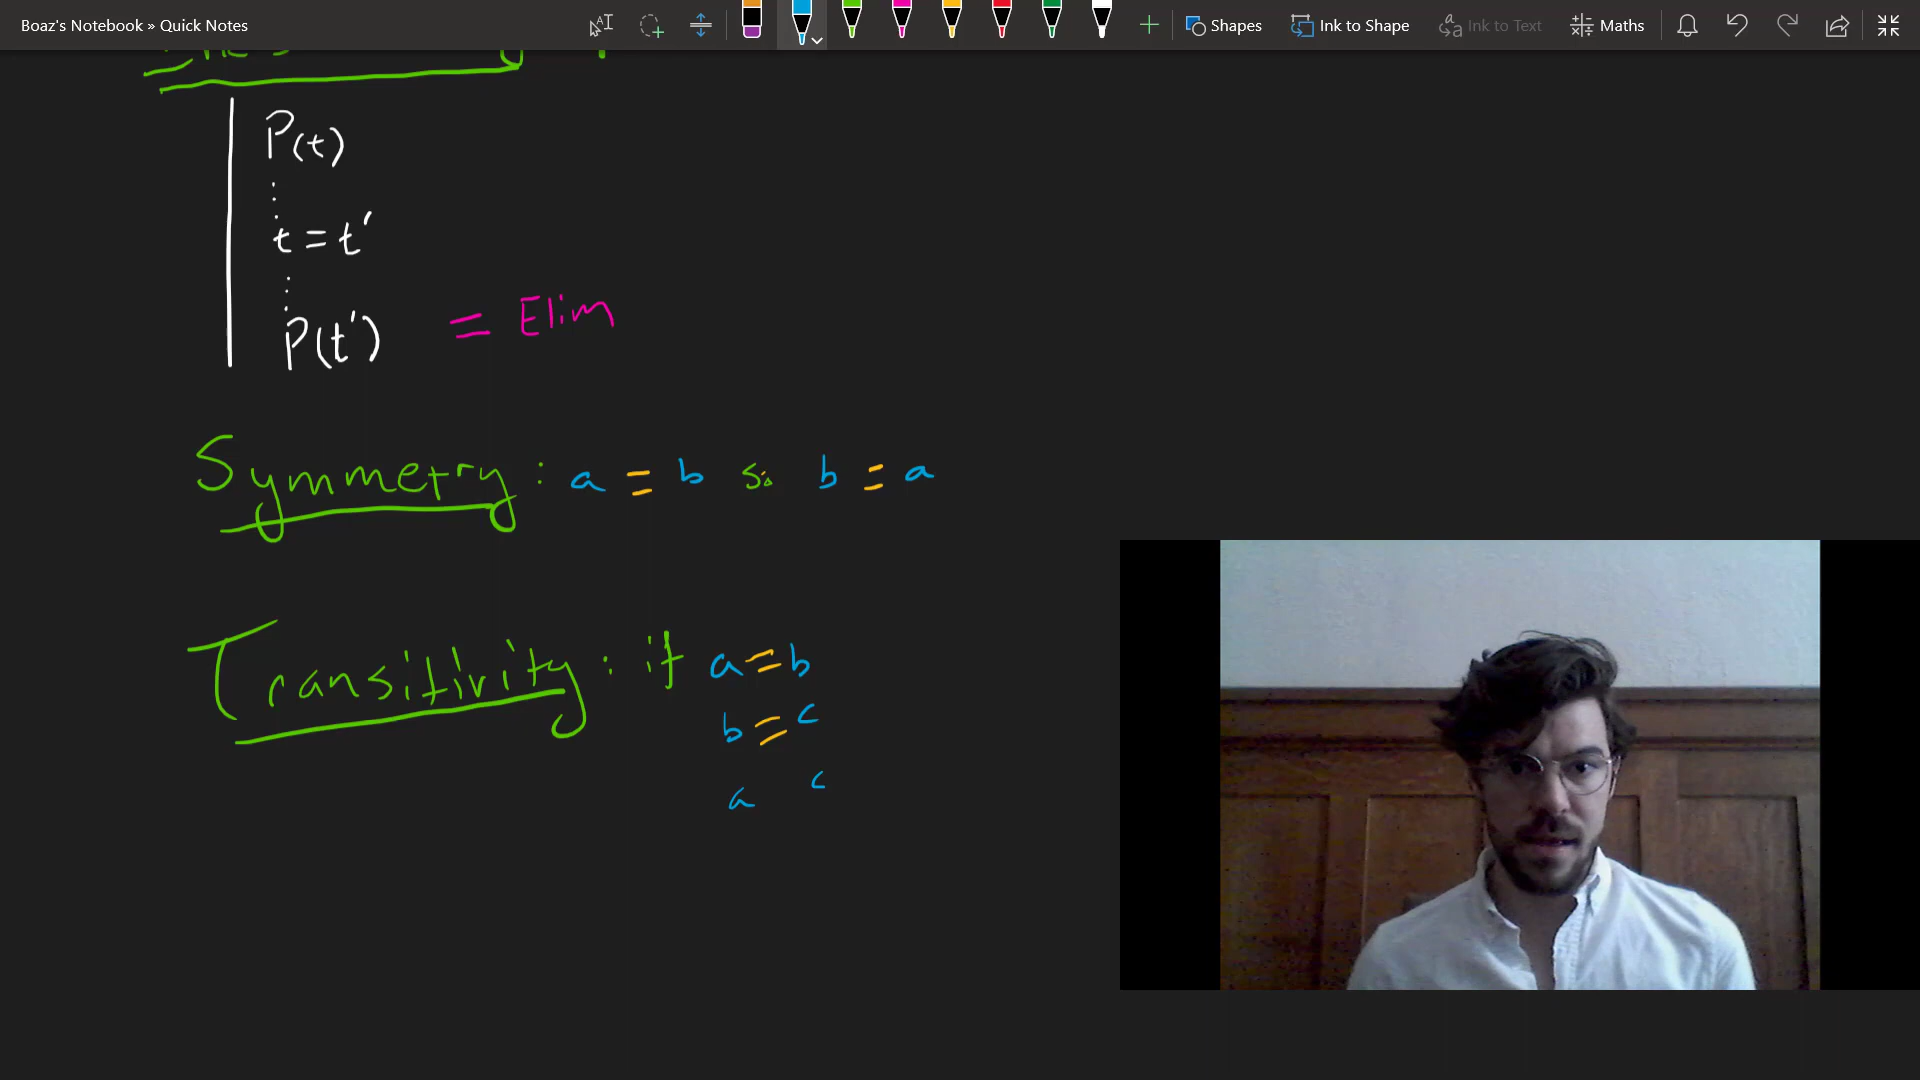 Boaz's Notebook » Quick Notes
Shapes
Ink to Shape
Ink to Text
Maths
P(t)
t = t'
P(t') = Elim
Symmetry: a = b so b = a
Transitivity: if a = b
b = c
a c